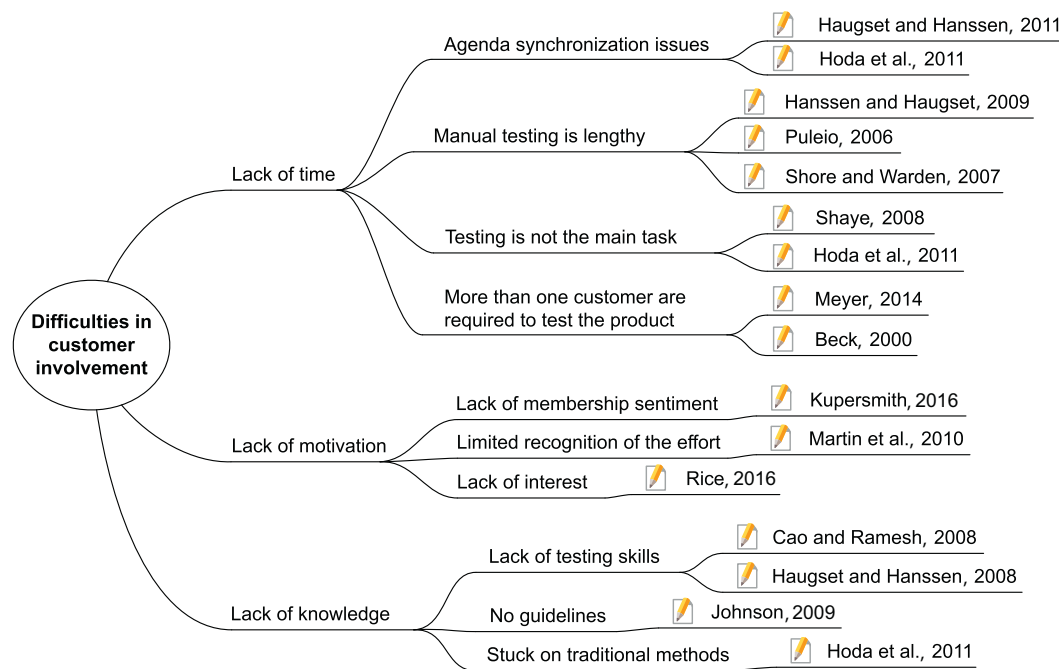 Difficulties in
customer
involvement
Lack of time
Agenda synchronization issues
Haugset and Hanssen, 2011
Hoda et al., 2011
Manual testing is lengthy
Hanssen and Haugset, 2009
Puleio, 2006
Shore and Warden, 2007
Testing is not the main task
Shaye, 2008
Hoda et al., 2011
More than one customer are
required to test the product
Meyer, 2014
Beck, 2000
Lack of motivation
Lack of membership sentiment
Kupersmith, 2016
Limited recognition of the effort
Martin et al., 2010
Lack of interest
Rice, 2016
Lack of knowledge
Lack of testing skills
Cao and Ramesh, 2008
Haugset and Hanssen, 2008
No guidelines
Johnson, 2009
Stuck on traditional methods
Hoda et al., 2011